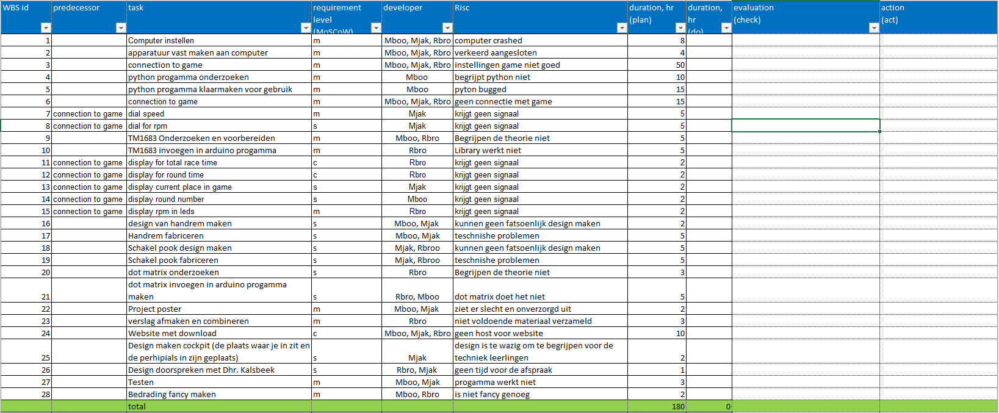 WBS id predecessor task requirement level (MoSCoW) developer Risc duration, hr (plan) duration, hr (do) evaluation (check) action (act)
1 Computer instellen m Mboo, Mjak, Rbro computer crashed 8
2 apparatuur vast maken aan computer m Mboo, Mjak, Rbro verkeerd aangesloten 4
3 connection to game m Mboo, Mjak, Rbro instellingen game niet goed 50
4 python progamma onderzoeken m Mboo begrijpt python niet 10
5 python progamma klaarmaken voor gebruik m Mboo pyton bugged 15
6 connection to game m Mboo, Mjak, Rbro geen connectie met game 15
7 connection to game dial speed m Mjak krijgt geen signaal 5
8 connection to game dial for rpm s Mjak krijgt geen signaal 5
9 TM1683 Onderzoeken en voorbereiden m Mboo, Rbro Begrijpen de theorie niet 5
10 TM1683 invoegen in arduino progamma m Rbro Library werkt niet 5
11 connection to game display for total race time c Rbro krijgt geen signaal 2
12 connection to game display for round time c Rbro krijgt geen signaal 2
13 connection to game display current place in game s Mjak krijgt geen signaal 2
14 connection to game display round number s Mboo krijgt geen signaal 2
15 connection to game display rpm in leds m Rbro krijgt geen signaal 2
16 design van handrem maken s Mboo, Mjak kunnen geen fatsoenlijk design maken 2
17 Handrem fabriceren s Mboo, Mjak teschnishe problemen 5
18 Schakel pook design maken s Mjak, Rbroo kunnen geen fatsoenlijk design maken 5
19 Schakel pook fabriceren s Mjak, Rbroo teschnishe problemen 5
20 dot matrix onderzoeken s Rbro Begrijpen de theorie niet 3
dot matrix invoegen in arduino progamma
21 maken s Rbro, Mboo dot matrix doet het niet 5
22 Project poster m Mboo, Mjak ziet er slecht en onverzorgd uit 2
23 verslag afmaken en combineren m Rbro niet voldoende materiaal verzameld 3
24 Website met download c Mboo, Mjak, Rbro geen host voor website 10
Design maken cockpit (de plaats waar je in zit en design is te wazig om te begrijpen voor de
25 de perhipials in zijn geplaats) s Mjak techniek leerlingen 2
26 Design doorspreken met Dhr. Kalsbeek s Rbro, Mjak geen tijd voor de afspraak 1
27 Testen m Mboo, Mjak progamma werkt niet 3
28 Bedrading fancy maken m Mboo, Rbro is niet fancy genoeg 2
total 180 0